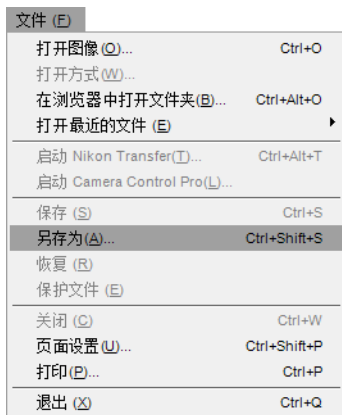 文件 (F)
打开图像(O)... Ctrl+O
打开方式(W)...
在浏览器中打开文件夹(B)... Ctrl+Alt+O
打开最近的文件 (E)
启动 Nikon Transfer(T)... Ctrl+Alt+T
启动 Camera Control Pro(L)...
保存 (S) Ctrl+S
另存为(A)... Ctrl+Shift+S
恢复 (R)
保护文件 (E)
关闭 (C) Ctrl+W
页面设置(U)... Ctrl+Shift+P
打印(P)... Ctrl+P
退出 (X) Ctrl+Q